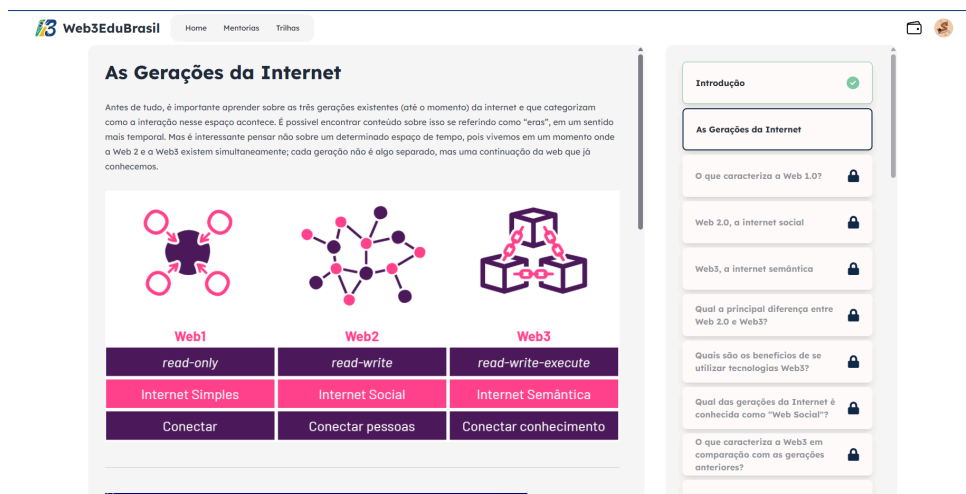 Web3EduBrasil
Home Mentorias Trilhas
As Gerações da Internet
Antes de tudo, é importante aprender sobre as três gerações existentes (até o momento) da internet e que categorizam
como a interação nesse espaço acontece. É possível encontrar conteúdo sobre isso se referindo como "eras", em um sentido
mais temporal. Mas é interessante pensar não sobre um determinado espaço de tempo, pois vivemos em um momento onde
a Web 2 e a Web3 existem simultaneamente; cada geração não é algo separado, mas uma continuação da web que já
conhecemos.
Web1 Web2 Web3
read-only read-write read-write-execute
Internet Simples Internet Social Internet Semântica
Conectar Conectar pessoas Conectar conhecimento
Introdução
As Gerações da Internet
O que caracteriza a Web 1.0?
Web 2.0, a internet social
Web3, a internet semântica
Qual a principal diferença entre
Web 2.0 e Web3?
Quais são os benefícios de se
utilizar tecnologias Web3?
Qual das gerações da Internet é
conhecida como "Web Social"?
O que caracteriza a Web3 em
comparação com as gerações
anteriores?